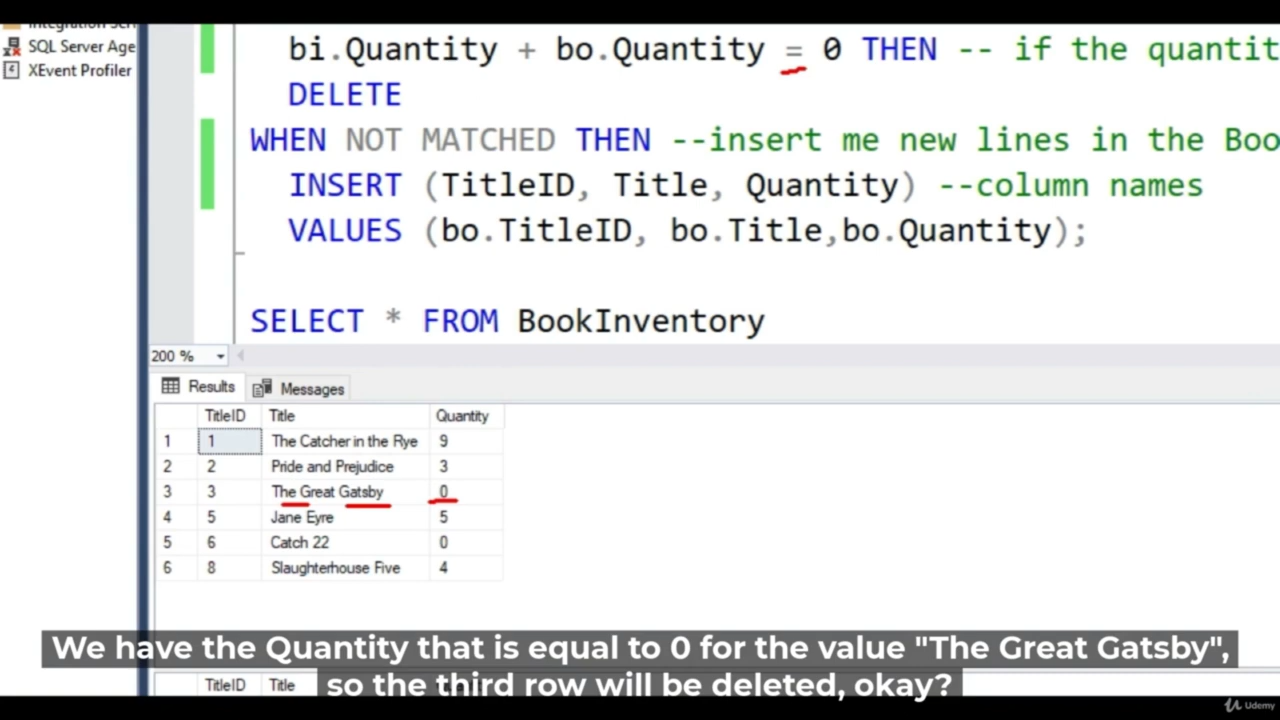 Integration Serv
SQL Server Age
XEvent Profiler
bi.Quantity + bo.Quantity = 0 THEN -- if the quantit
DELETE
WHEN NOT MATCHED THEN --insert me new lines in the Boo
INSERT (TitleID, Title, Quantity) --column names
VALUES (bo.TitleID, bo.Title,bo.Quantity);
SELECT * FROM BookInventory
200 %
Results Messages
TitleID Title Quantity
1 1 The Catcher in the Rye 9
2 2 Pride and Prejudice 3
3 3 The Great Gatsby 0
4 5 Jane Eyre 5
5 6 Catch 22 0
6 8 Slaughterhouse Five 4
We have the Quantity that is equal to 0 for the value "The Great Gatsby",
so the third row will be deleted, okay?
TitleID Title
Udemy